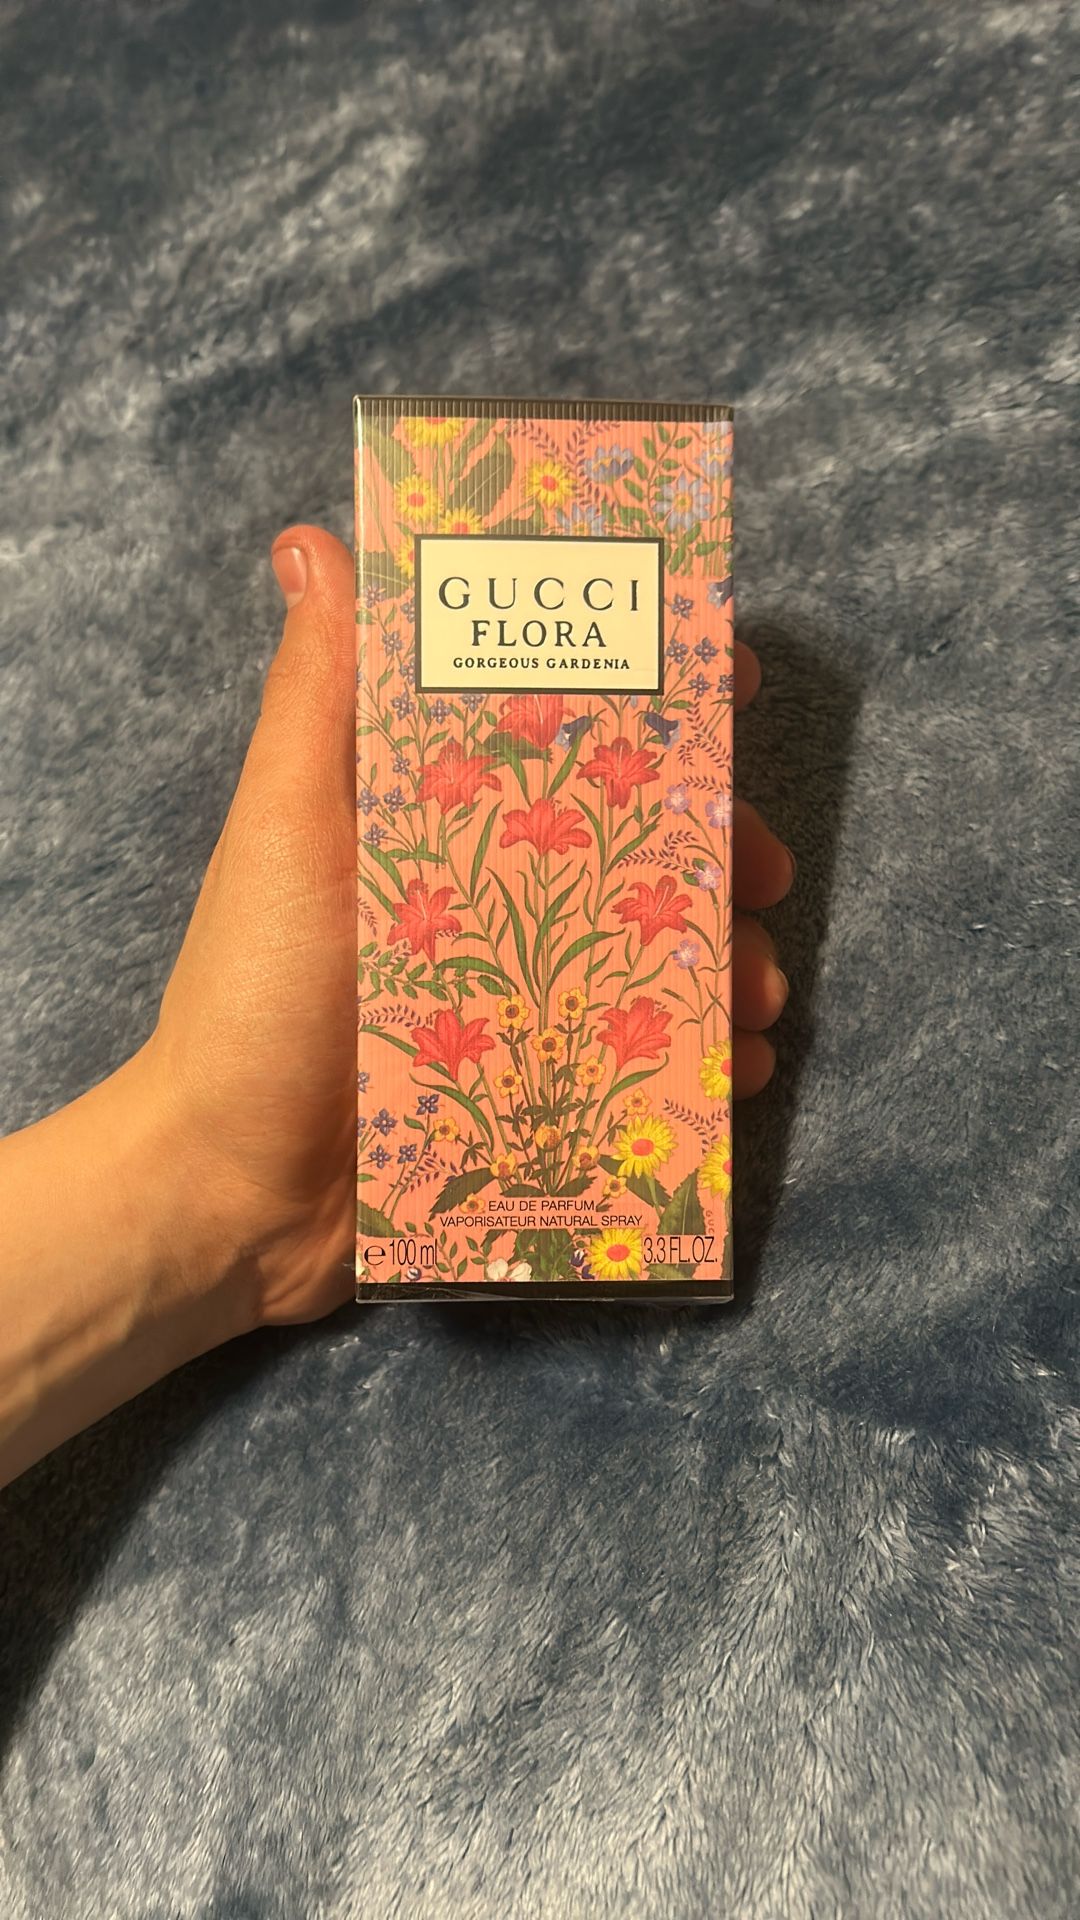 GUCCI
FLORA
GORGEOUS GARDENIA
EAU DE PARFUM
VAPORISATEUR NATURAL SPRAY
℮100 ml 3.3 FL.OZ.